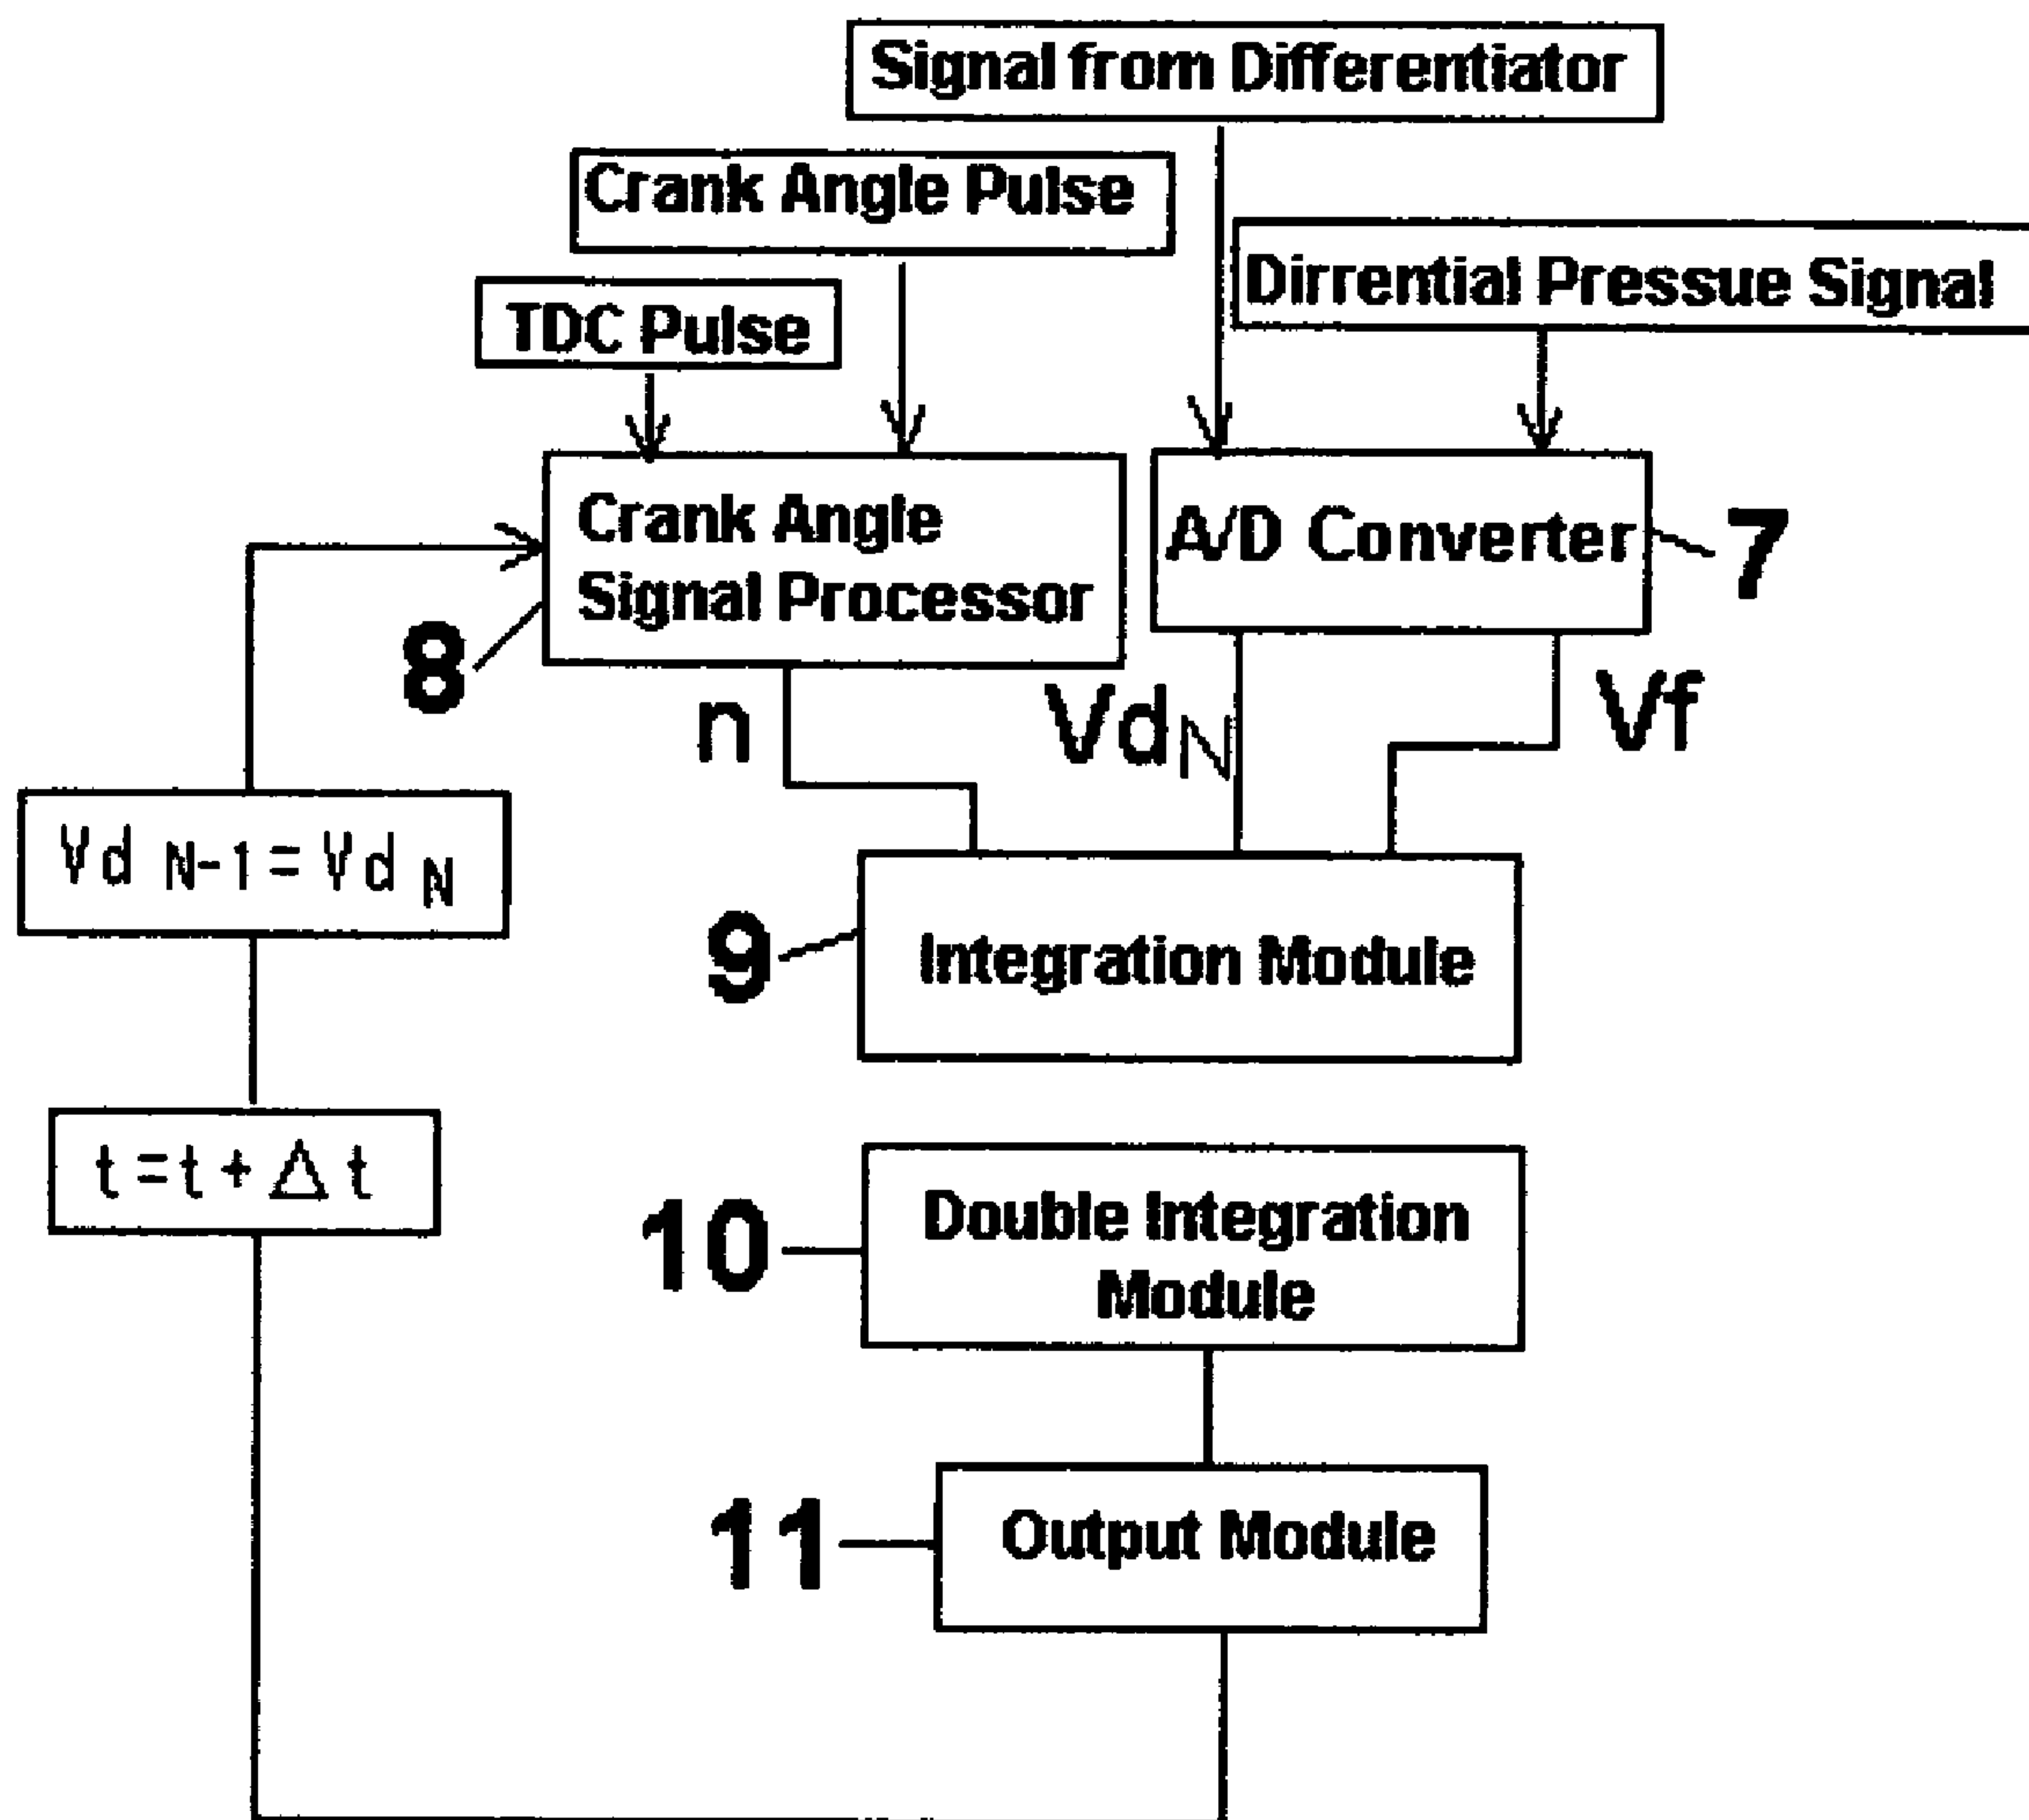 Signal from Differentiator
Crank Angle Pulse
Dirrential Pressue Signal
TDC Pulse
Crank Angle
Signal Processor
A/D Converter
7
8
n
VdN
Vf
Vd N-1 = Vd N
9
Integration Module
t = t + Δ t
10
Double Integration
Module
11
Output Module